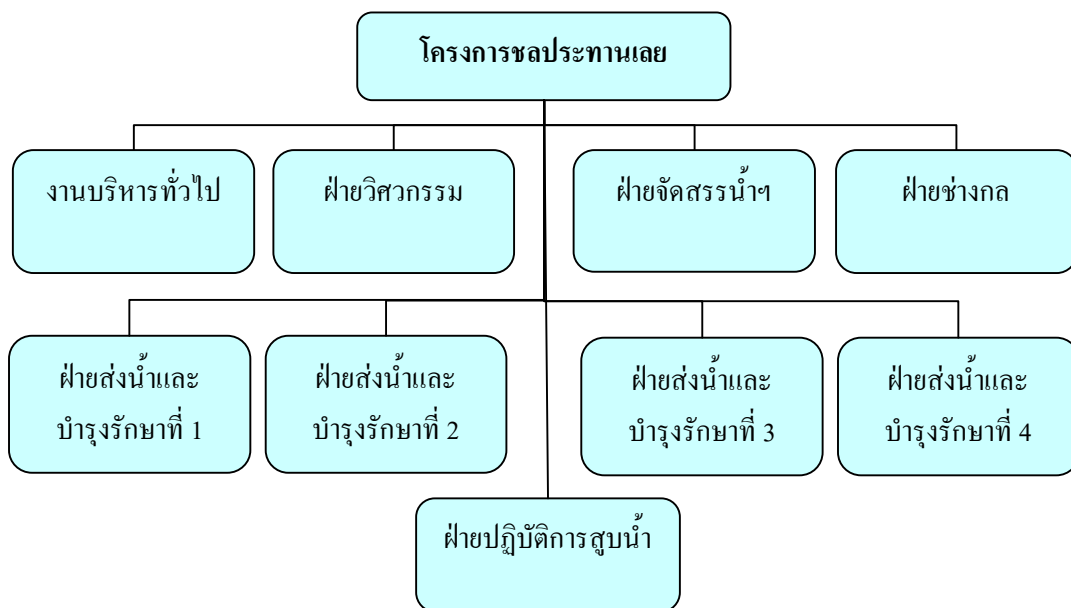 โครงการชลประทานเลย
งานบริหารทั่วไป
ฝ่ายวิศวกรรม
ฝ่ายจัดสรรน้ำฯ
ฝ่ายช่างกล
ฝ่ายส่งน้ำและ
บำรุงรักษาที่ 1
ฝ่ายส่งน้ำและ
บำรุงรักษาที่ 2
ฝ่ายส่งน้ำและ
บำรุงรักษาที่ 3
ฝ่ายส่งน้ำและ
บำรุงรักษาที่ 4
ฝ่ายปฏิบัติการสูบน้ำ